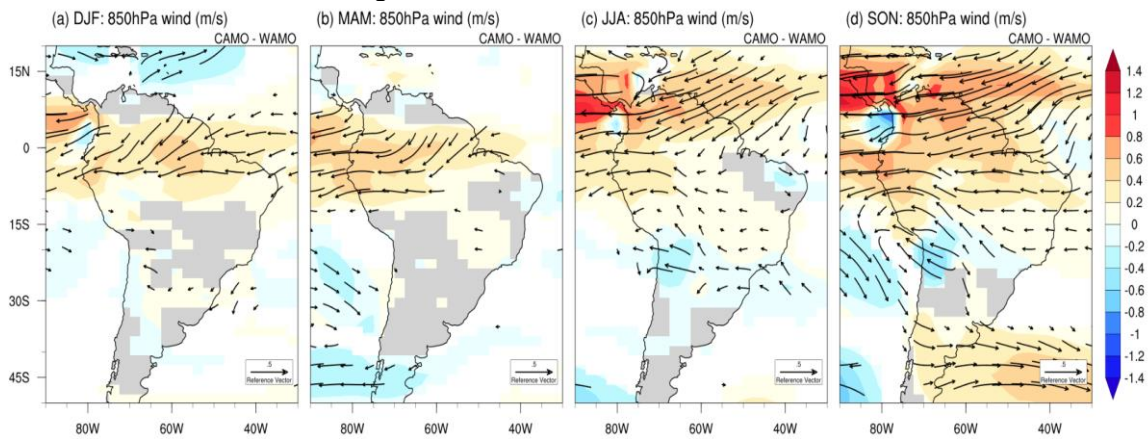 (a) DJF: 850hPa wind (m/s)
CAMO - WAMO
(b) MAM: 850hPa wind (m/s)
CAMO - WAMO
(c) JJA: 850hPa wind (m/s)
CAMO - WAMO
(d) SON: 850hPa wind (m/s)
CAMO - WAMO
15N
0
15S
30S
45S
.5
Reference Vector
.5
Reference Vector
.5
Reference Vector
.5
Reference Vector
80W 60W 40W
80W 60W 40W
80W 60W 40W
80W 60W 40W
1.4
1.2
1
0.8
0.6
0.4
0.2
0
-0.2
-0.4
-0.6
-0.8
-1
-1.2
-1.4